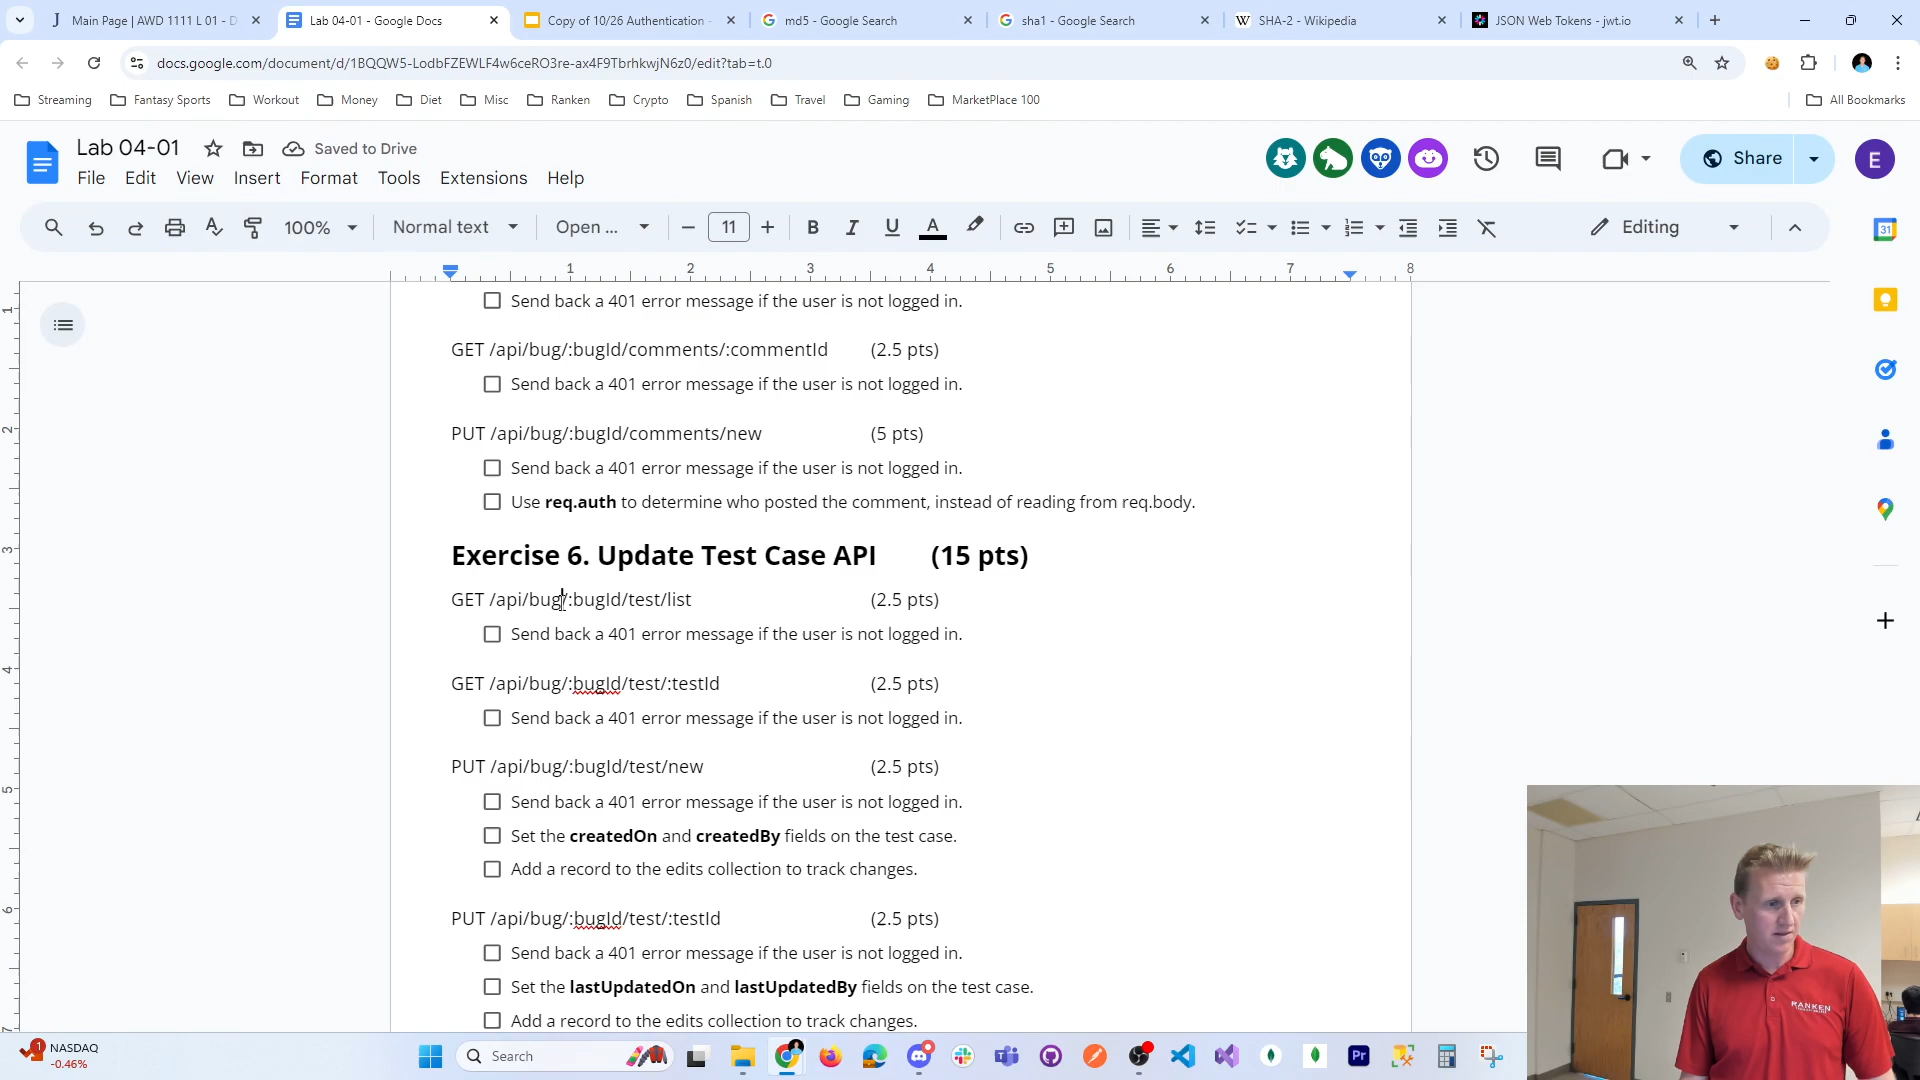 Main Page | AWD 1111 L 01 - D
Lab 04-01 - Google Docs
Copy of 10/26 Authentication -
md5 - Google Search
sha1 - Google Search
SHA-2 - Wikipedia
JSON Web Tokens - jwt.io
docs.google.com/document/d/1BQQW5-LodbFZEWLF4w6ceRO3re-ax4F9TbrhkwjN6z0/edit?tab=t.0
Streaming
Fantasy Sports
Workout
Money
Diet
Misc
Ranken
Crypto
Spanish
Travel
Gaming
MarketPlace 100
All Bookmarks
Lab 04-01
Saved to Drive
File Edit View Insert Format Tools Extensions Help
Share
E
100%
Normal text
Open ...
11
Editing
31
1 2 3 4 5 6 7 8
Send back a 401 error message if the user is not logged in.
GET /api/bug/:bugId/comments/:commentId (2.5 pts)
Send back a 401 error message if the user is not logged in.
PUT /api/bug/:bugId/comments/new (5 pts)
Send back a 401 error message if the user is not logged in.
Use req.auth to determine who posted the comment, instead of reading from req.body.
Exercise 6. Update Test Case API (15 pts)
GET /api/bug/:bugId/test/list (2.5 pts)
Send back a 401 error message if the user is not logged in.
GET /api/bug/:bugId/test/:testId (2.5 pts)
Send back a 401 error message if the user is not logged in.
PUT /api/bug/:bugId/test/new (2.5 pts)
Send back a 401 error message if the user is not logged in.
Set the createdOn and createdBy fields on the test case.
Add a record to the edits collection to track changes.
PUT /api/bug/:bugId/test/:testId (2.5 pts)
Send back a 401 error message if the user is not logged in.
Set the lastUpdatedOn and lastUpdatedBy fields on the test case.
Add a record to the edits collection to track changes.
RANKEN
1
NASDAQ
-0.46%
Search
Pr